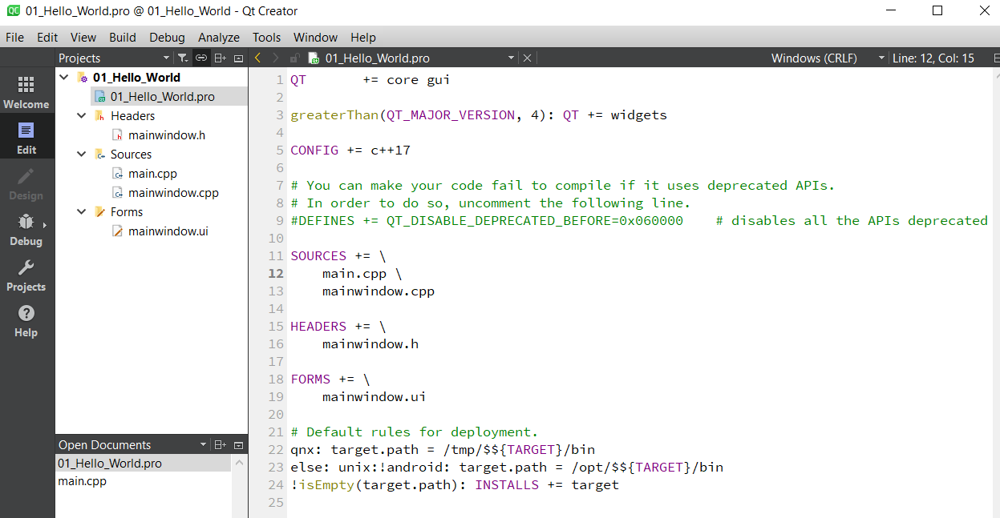 QC 01_Hello_World.pro @ 01_Hello_World - Qt Creator
File Edit View Build Debug Analyze Tools Window Help
Projects
01_Hello_World.pro
Windows (CRLF)
Line: 12, Col: 15
Welcome
Edit
Design
Debug
Projects
Help
01_Hello_World
01_Hello_World.pro
Headers
mainwindow.h
Sources
main.cpp
mainwindow.cpp
Forms
mainwindow.ui
Open Documents
01_Hello_World.pro
main.cpp
1 QT       += core gui
2
3 greaterThan(QT_MAJOR_VERSION, 4): QT += widgets
4
5 CONFIG += c++17
6
7 # You can make your code fail to compile if it uses deprecated APIs.
8 # In order to do so, uncomment the following line.
9 #DEFINES += QT_DISABLE_DEPRECATED_BEFORE=0x060000    # disables all the APIs deprecated
10
11 SOURCES += \
12     main.cpp \
13     mainwindow.cpp
14
15 HEADERS += \
16     mainwindow.h
17
18 FORMS += \
19     mainwindow.ui
20
21 # Default rules for deployment.
22 qnx: target.path = /tmp/$${TARGET}/bin
23 else: unix:!android: target.path = /opt/$${TARGET}/bin
24 !isEmpty(target.path): INSTALLS += target
25